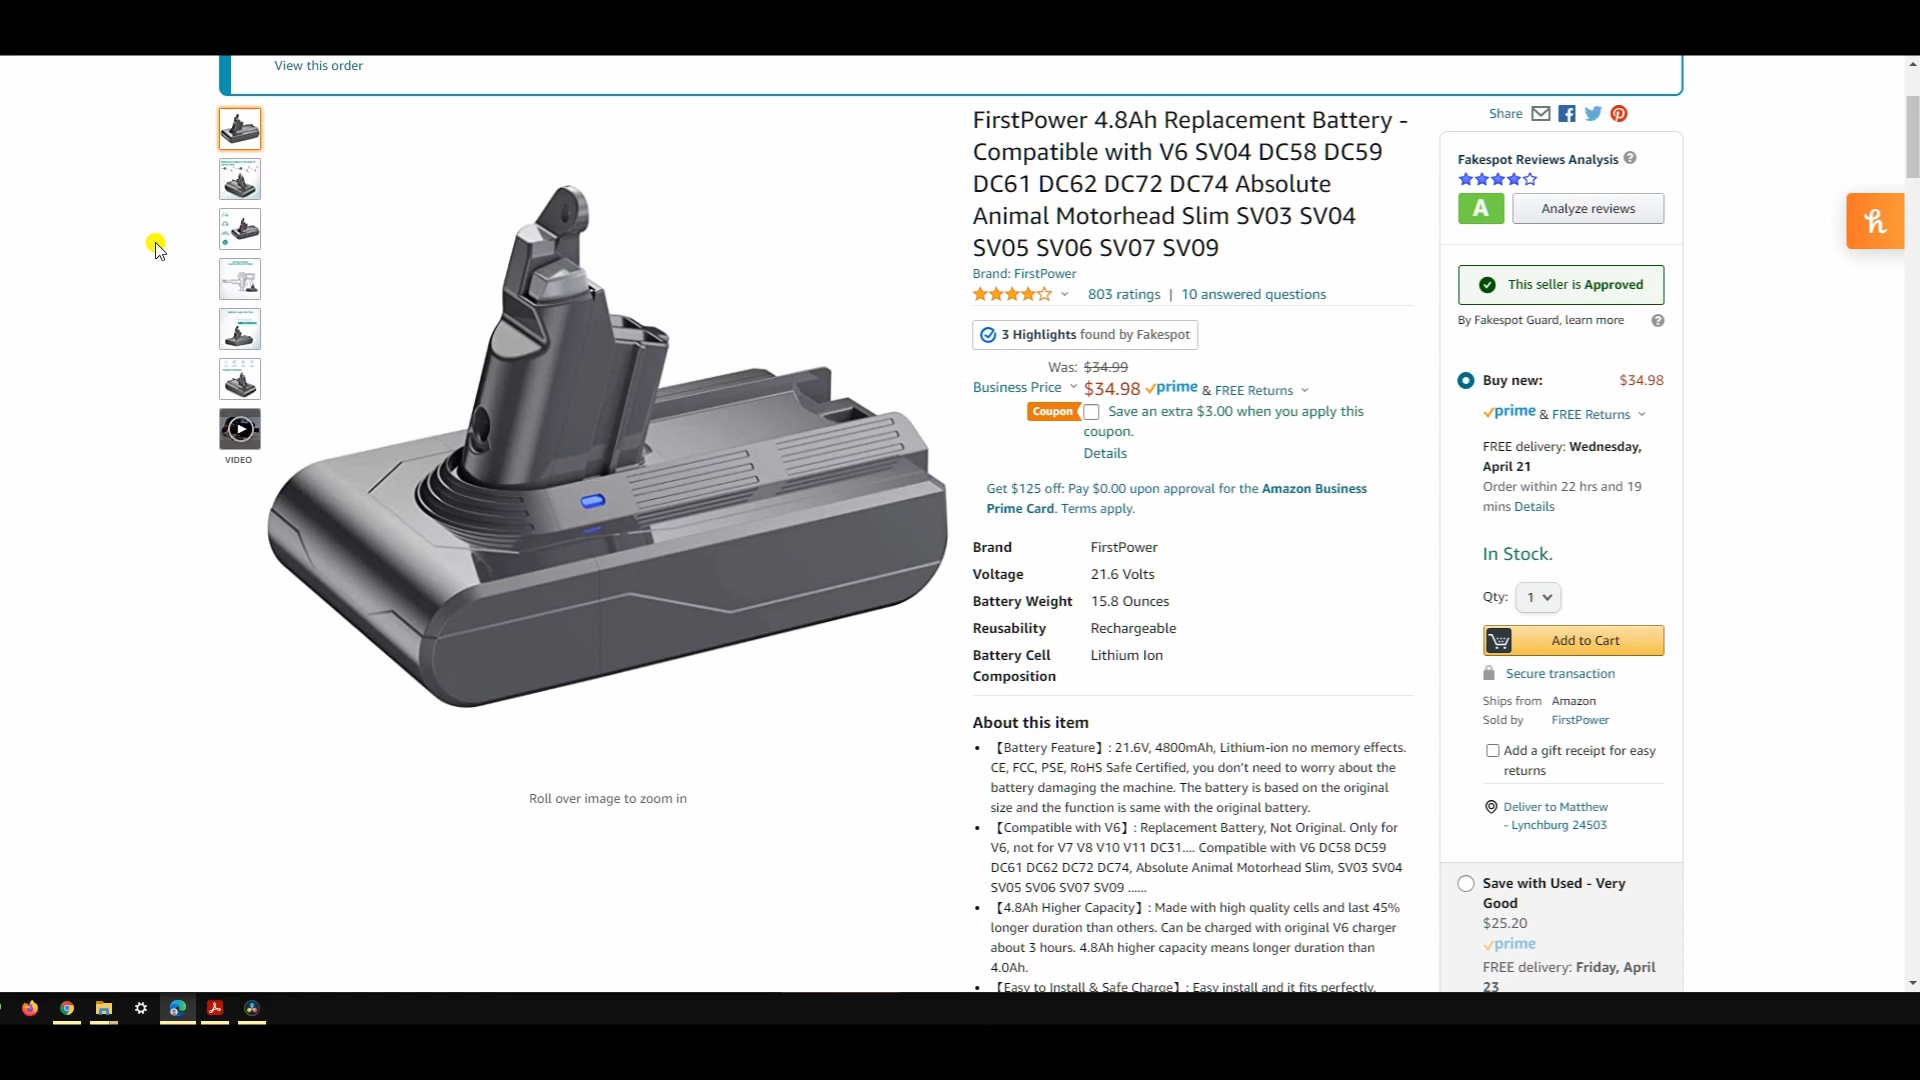 View this order
VIDEO
Roll over image to zoom in
FirstPower 4.8Ah Replacement Battery -
Compatible with V6 SV04 DC58 DC59
DC61 DC62 DC72 DC74 Absolute
Animal Motorhead Slim SV03 SV04
SV05 SV06 SV07 SV09
Brand: FirstPower
803 ratings | 10 answered questions
3 Highlights found by Fakespot
Was: $34.99
Business Price $34.98 prime & FREE Returns
Coupon Save an extra $3.00 when you apply this
coupon.
Details
Get $125 off: Pay $0.00 upon approval for the Amazon Business
Prime Card. Terms apply.
Brand FirstPower
Voltage 21.6 Volts
Battery Weight 15.8 Ounces
Reusability Rechargeable
Battery Cell Lithium Ion
Composition
About this item
• 【Battery Feature】: 21.6V, 4800mAh, Lithium-ion no memory effects.
CE, FCC, PSE, RoHS Safe Certified, you don't need to worry about the
battery damaging the machine. The battery is based on the original
size and the function is same with the original battery.
• 【Compatible with V6】: Replacement Battery, Not Original. Only for
V6, not for V7 V8 V10 V11 DC31.... Compatible with V6 DC58 DC59
DC61 DC62 DC72 DC74, Absolute Animal Motorhead Slim, SV03 SV04
SV05 SV06 SV07 SV09 ......
• 【4.8Ah Higher Capacity】: Made with high quality cells and last 45%
longer duration than others. Can be charged with original V6 charger
about 3 hours. 4.8Ah higher capacity means longer duration than
4.0Ah.
• 【Easy to Install & Safe Charge】: Easy install and it fits perfectly.
Share
Fakespot Reviews Analysis
A Analyze reviews
This seller is Approved
By Fakespot Guard, learn more
Buy new: $34.98
prime & FREE Returns
FREE delivery: Wednesday,
April 21
Order within 22 hrs and 19
mins Details
In Stock.
Qty: 1
Add to Cart
Secure transaction
Ships from Amazon
Sold by FirstPower
Add a gift receipt for easy
returns
Deliver to Matthew
- Lynchburg 24503
Save with Used - Very
Good
$25.20
prime
FREE delivery: Friday, April
23